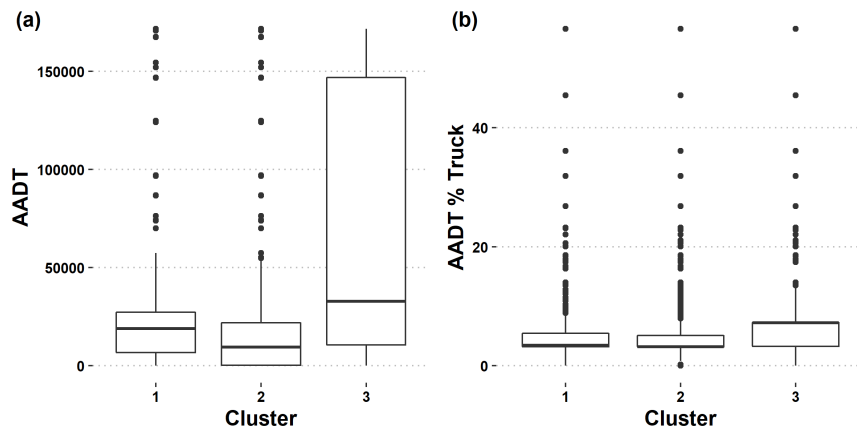 (a)
AADT
150000
100000
50000
0
1 2 3
Cluster
(b)
AADT % Truck
40
20
0
1 2 3
Cluster